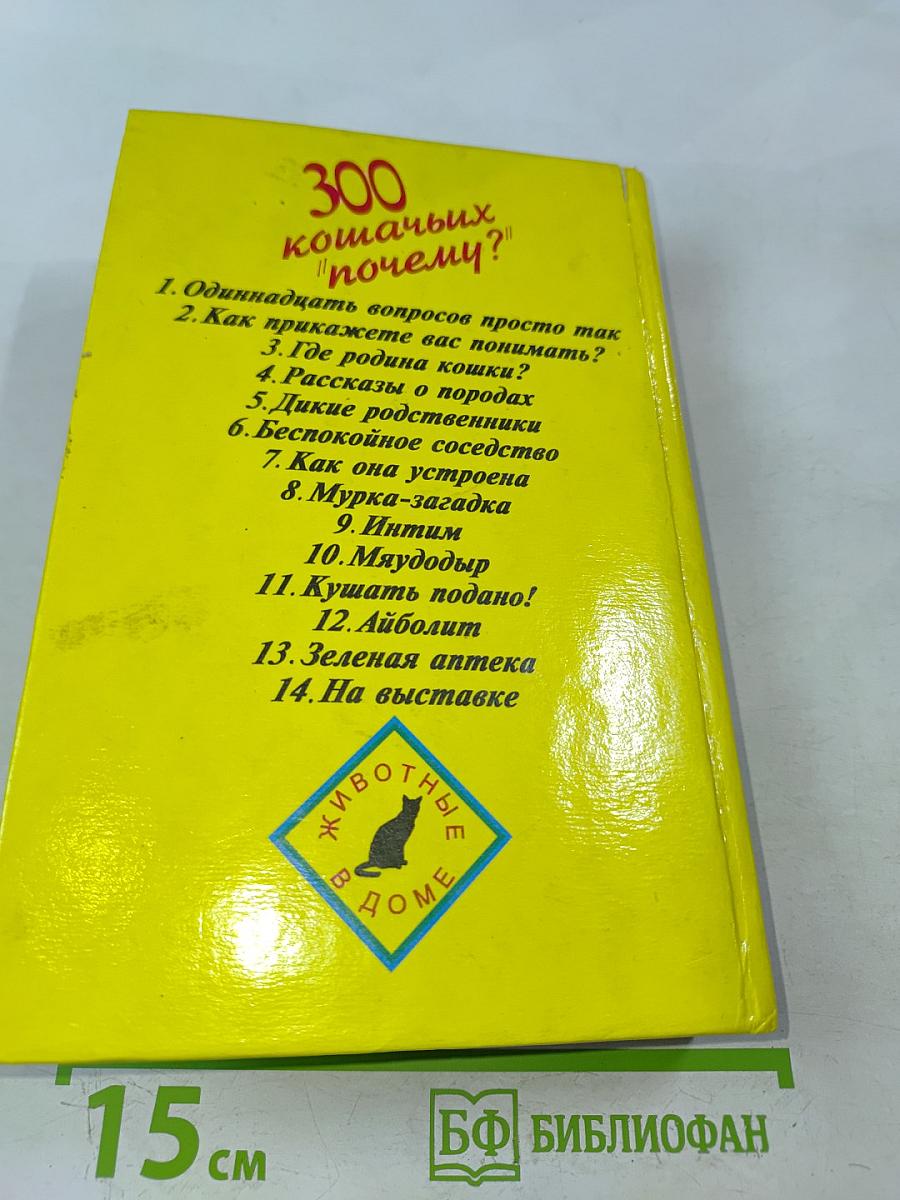 300
кошачьих
"почему?"
1. Одиннадцать вопросов просто так
2. Как прикажете вас понимать?
3. Где родина кошки?
4. Рассказы о породах
5. Дикие родственники
6. Беспокойное соседство
7. Как она устроена
8. Мурка-загадка
9. Интим
10. Мяудодыр
11. Кушать подано!
12. Айболит
13. Зеленая аптека
14. На выставке
ЖИВОТНЫЕ
В ДОМЕ
15 см
БФ БИБЛИОФАН